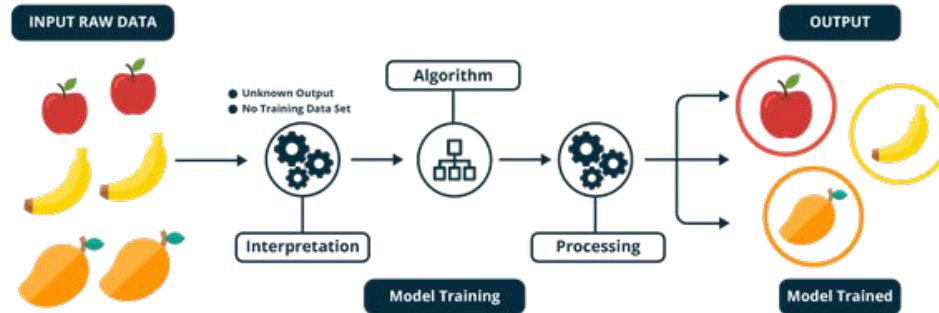 INPUT RAW DATA
OUTPUT
Algorithm
Unknown Output
No Training Data Set
Interpretation
Processing
Model Training
Model Trained